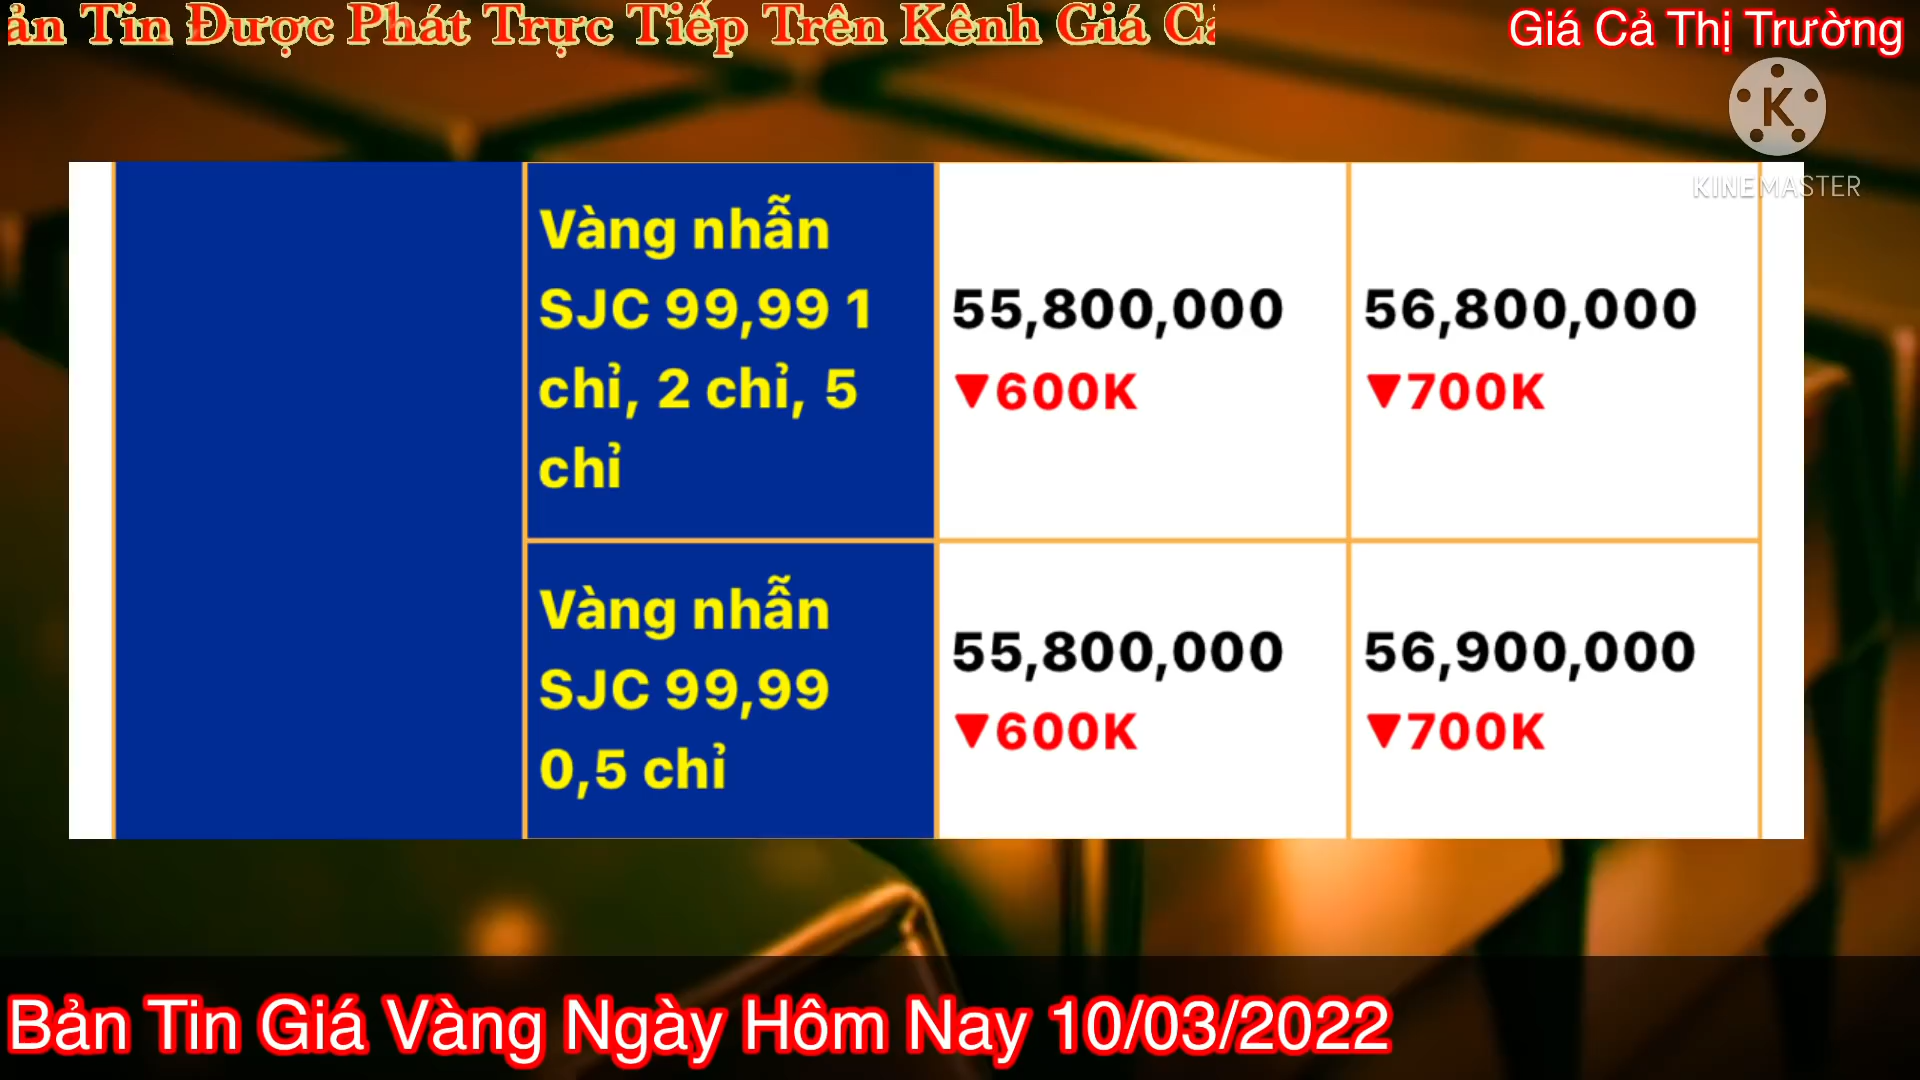 ản Tin Được Phát Trực Tiếp Trên Kênh Giá Cả
Giá Cả Thị Trường
K
KINEMASTER
Vàng nhẫn
SJC 99,99 1
chỉ, 2 chỉ, 5
chỉ
55,800,000
▼600K
56,800,000
▼700K
Vàng nhẫn
SJC 99,99
0,5 chỉ
55,800,000
▼600K
56,900,000
▼700K
Bản Tin Giá Vàng Ngày Hôm Nay 10/03/2022